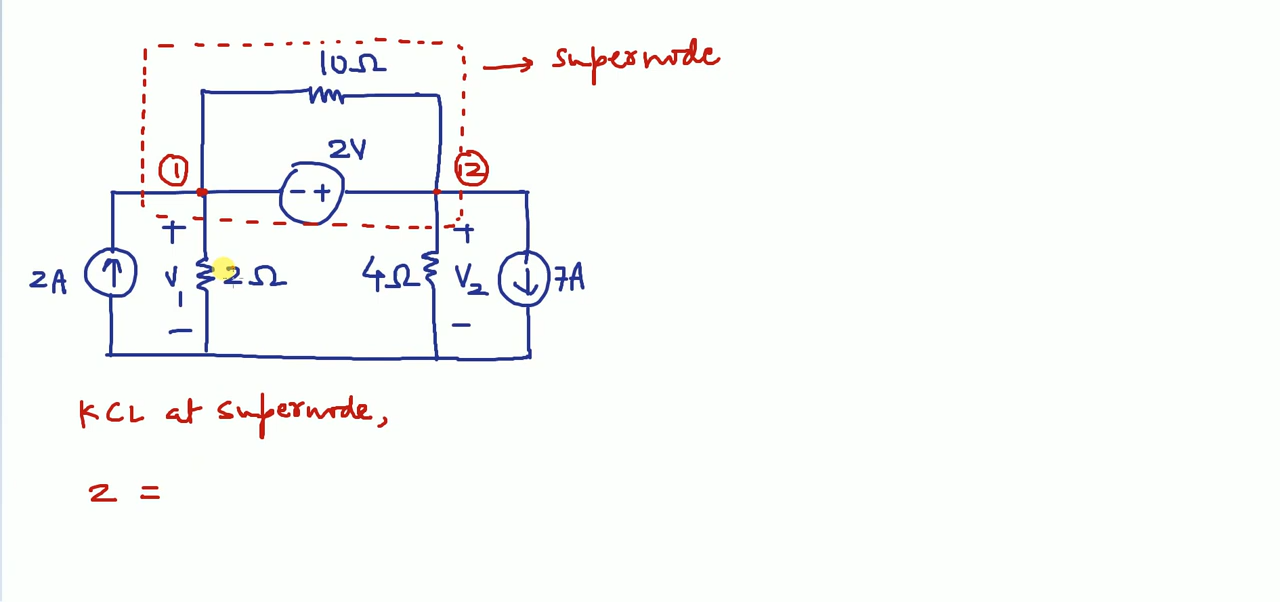 10Ω
→ supernode
2V
① - + ②
+ +
2A V1 2Ω 4Ω V2 7A
- -
KCL at supernode,
2 =